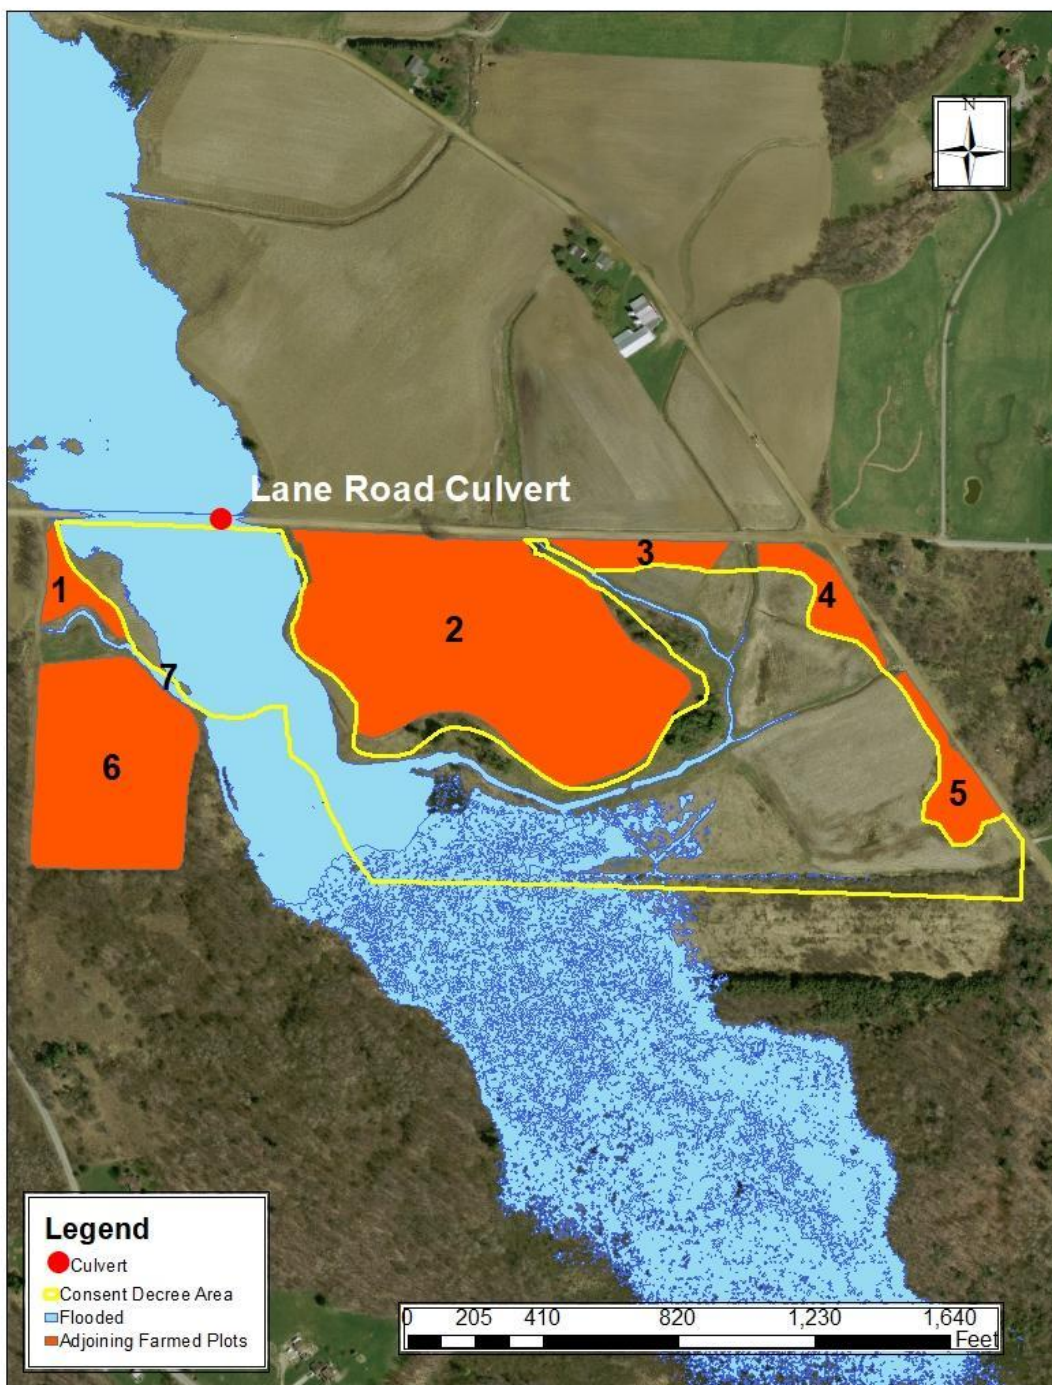 N
Lane Road Culvert
1
2
3
4
5
6
7
Legend
Culvert
Consent Decree Area
Flooded
Adjoining Farmed Plots
0 205 410 820 1,230 1,640
Feet